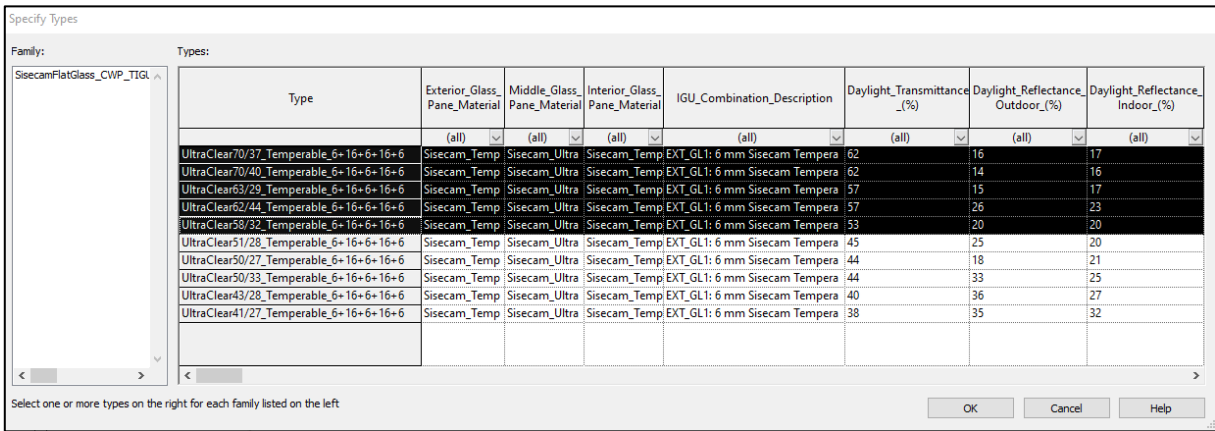 Specify Types
Family:
Types:
SisecamFlatGlass_CWP_TIGU
Type
Exterior_Glass_
Pane_Material
Middle_Glass_
Pane_Material
Interior_Glass_
Pane_Material
IGU_Combination_Description
Daylight_Transmittance
_(%)
Daylight_Reflectance_
Outdoor_(%)
Daylight_Reflectance_
Indoor_(%)
(all) (all) (all) (all) (all) (all) (all)
UltraClear70/37_Temperable_6+16+6+16+6 Sisecam_Temp Sisecam_Ultra Sisecam_Temp EXT_GL1: 6 mm Sisecam Tempera 62 16 17
UltraClear70/40_Temperable_6+16+6+16+6 Sisecam_Temp Sisecam_Ultra Sisecam_Temp EXT_GL1: 6 mm Sisecam Tempera 62 14 16
UltraClear63/29_Temperable_6+16+6+16+6 Sisecam_Temp Sisecam_Ultra Sisecam_Temp EXT_GL1: 6 mm Sisecam Tempera 57 15 17
UltraClear62/44_Temperable_6+16+6+16+6 Sisecam_Temp Sisecam_Ultra Sisecam_Temp EXT_GL1: 6 mm Sisecam Tempera 57 26 23
UltraClear58/32_Temperable_6+16+6+16+6 Sisecam_Temp Sisecam_Ultra Sisecam_Temp EXT_GL1: 6 mm Sisecam Tempera 53 20 20
UltraClear51/28_Temperable_6+16+6+16+6 Sisecam_Temp Sisecam_Ultra Sisecam_Temp EXT_GL1: 6 mm Sisecam Tempera 45 25 20
UltraClear50/27_Temperable_6+16+6+16+6 Sisecam_Temp Sisecam_Ultra Sisecam_Temp EXT_GL1: 6 mm Sisecam Tempera 44 18 21
UltraClear50/33_Temperable_6+16+6+16+6 Sisecam_Temp Sisecam_Ultra Sisecam_Temp EXT_GL1: 6 mm Sisecam Tempera 44 33 25
UltraClear43/28_Temperable_6+16+6+16+6 Sisecam_Temp Sisecam_Ultra Sisecam_Temp EXT_GL1: 6 mm Sisecam Tempera 40 36 27
UltraClear41/27_Temperable_6+16+6+16+6 Sisecam_Temp Sisecam_Ultra Sisecam_Temp EXT_GL1: 6 mm Sisecam Tempera 38 35 32
Select one or more types on the right for each family listed on the left
OK Cancel Help